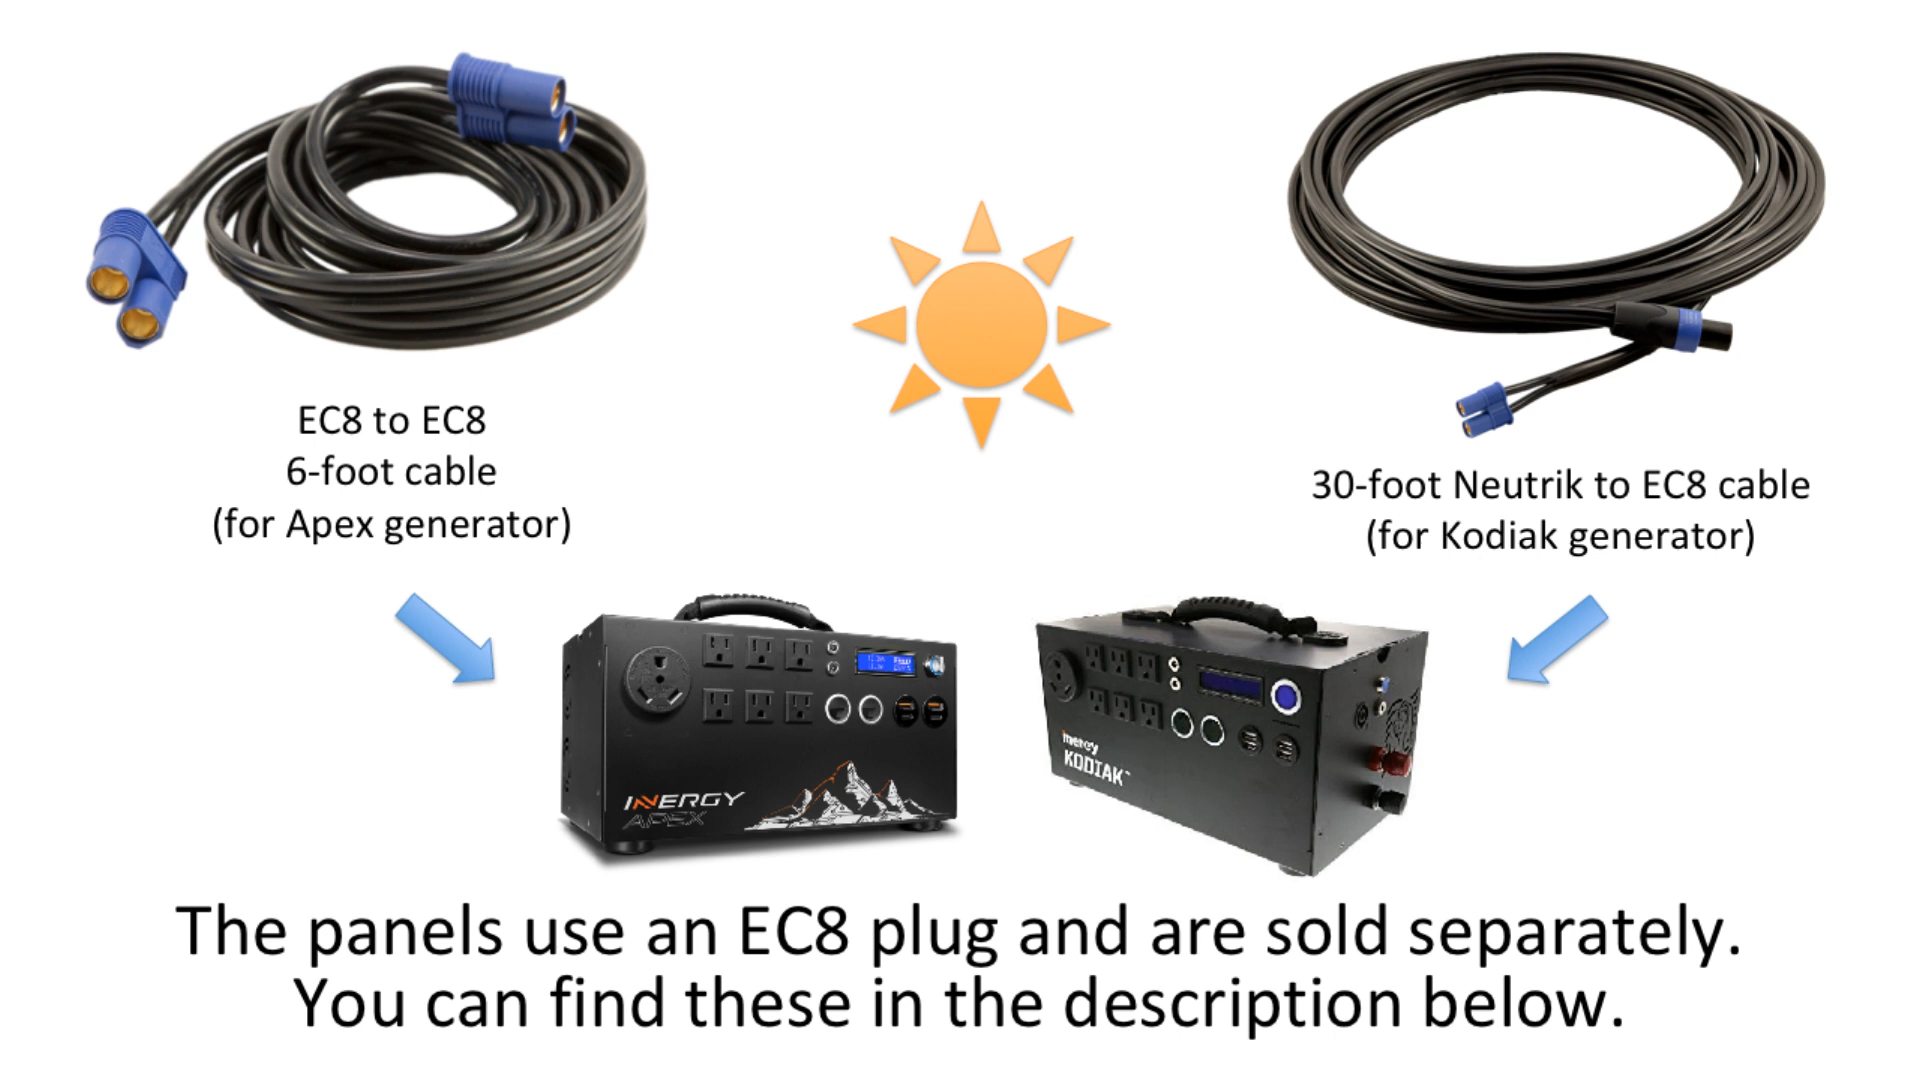 EC8 to EC8
6-foot cable
(for Apex generator)
30-foot Neutrik to EC8 cable
(for Kodiak generator)
INERGY
APEX
inergy
KODIAK™
The panels use an EC8 plug and are sold separately.
You can find these in the description below.